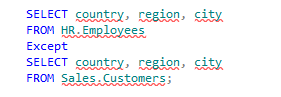 SELECT country, region, city
FROM HR.Employees
Except
SELECT country, region, city
FROM Sales.Customers;